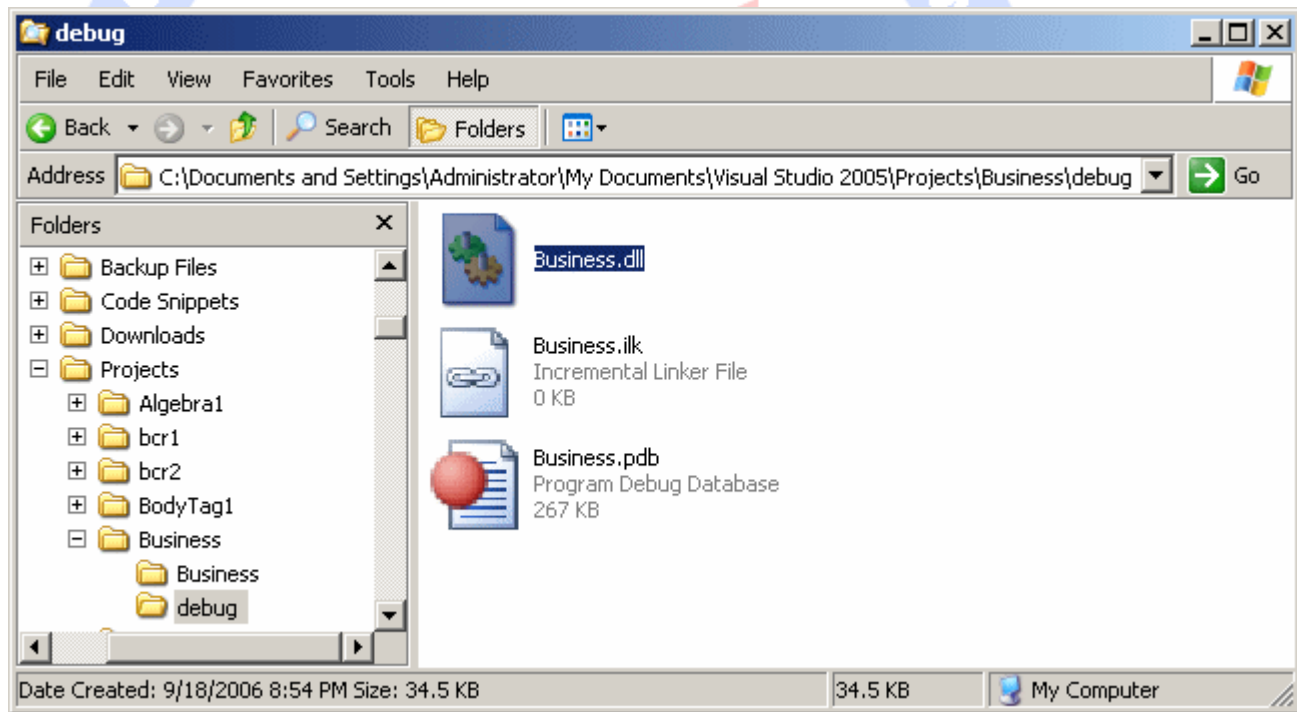 debug
File Edit View Favorites Tools Help
Back Search Folders
Address C:\Documents and Settings\Administrator\My Documents\Visual Studio 2005\Projects\Business\debug Go
Folders
Backup Files
Code Snippets
Downloads
Projects
Algebra1
bcr1
bcr2
BodyTag1
Business
Business
debug
Business.dll
Business.ilk
Incremental Linker File
0 KB
Business.pdb
Program Debug Database
267 KB
Date Created: 9/18/2006 8:54 PM Size: 34.5 KB 34.5 KB My Computer